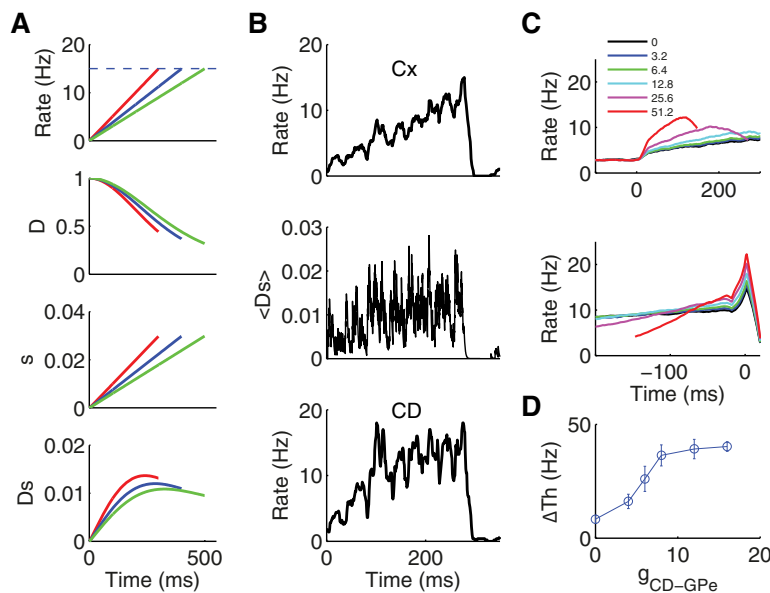 A
20
15
10
5
0
Rate (Hz)
1
0.5
0
D
0.04
0.02
0
s
0.02
0.01
0
Ds
0 500
Time (ms)
B
Cx
20
10
0
Rate (Hz)
0.03
0.02
0.01
0
<Ds>
CD
20
10
0
Rate (Hz)
0 200
Time (ms)
C
0
3.2
6.4
12.8
25.6
51.2
20
10
0
Rate (Hz)
0 200
20
10
0
Rate (Hz)
−100 0
Time (ms)
D
50
0
ΔTh (Hz)
0 10 20
gCD−GPe